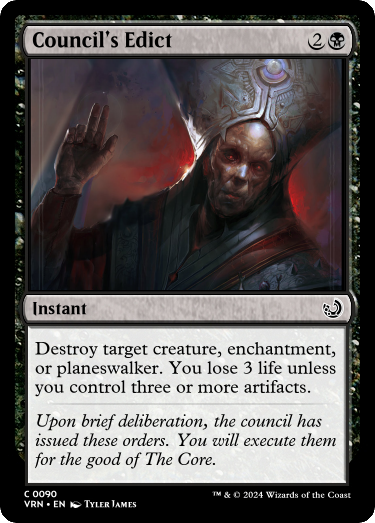 Council's Edict 2
Instant
Destroy target creature, enchantment,
or planeswalker. You lose 3 life unless
you control three or more artifacts.
Upon brief deliberation, the council has
issued these orders. You will execute them
for the good of The Core.
C 0090
VRN • EN TYLER JAMES
™ & © 2024 Wizards of the Coast